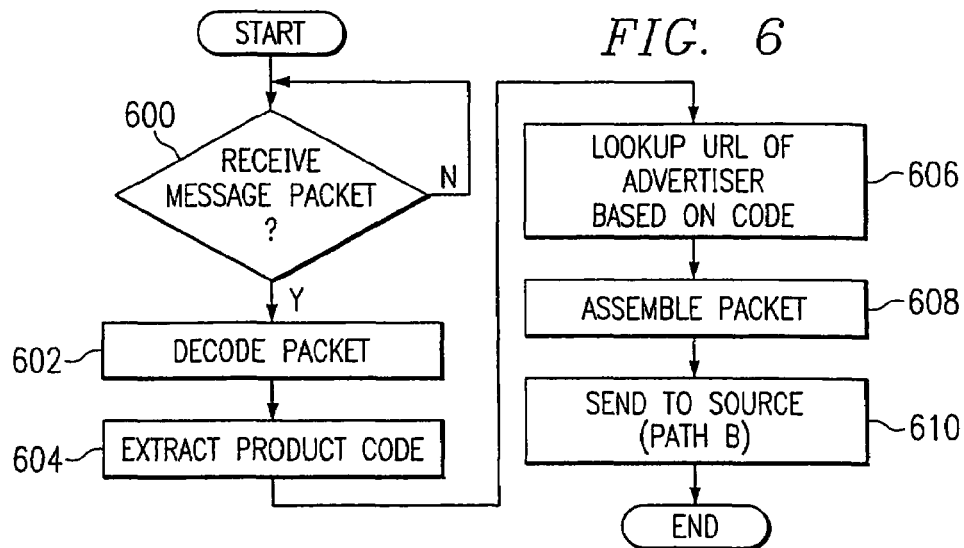 FIG. 6
START
600
RECEIVE
MESSAGE PACKET
?
N
Y
602
DECODE PACKET
604
EXTRACT PRODUCT CODE
LOOKUP URL OF
ADVERTISER
BASED ON CODE
606
ASSEMBLE PACKET
608
SEND TO SOURCE
(PATH B)
610
END